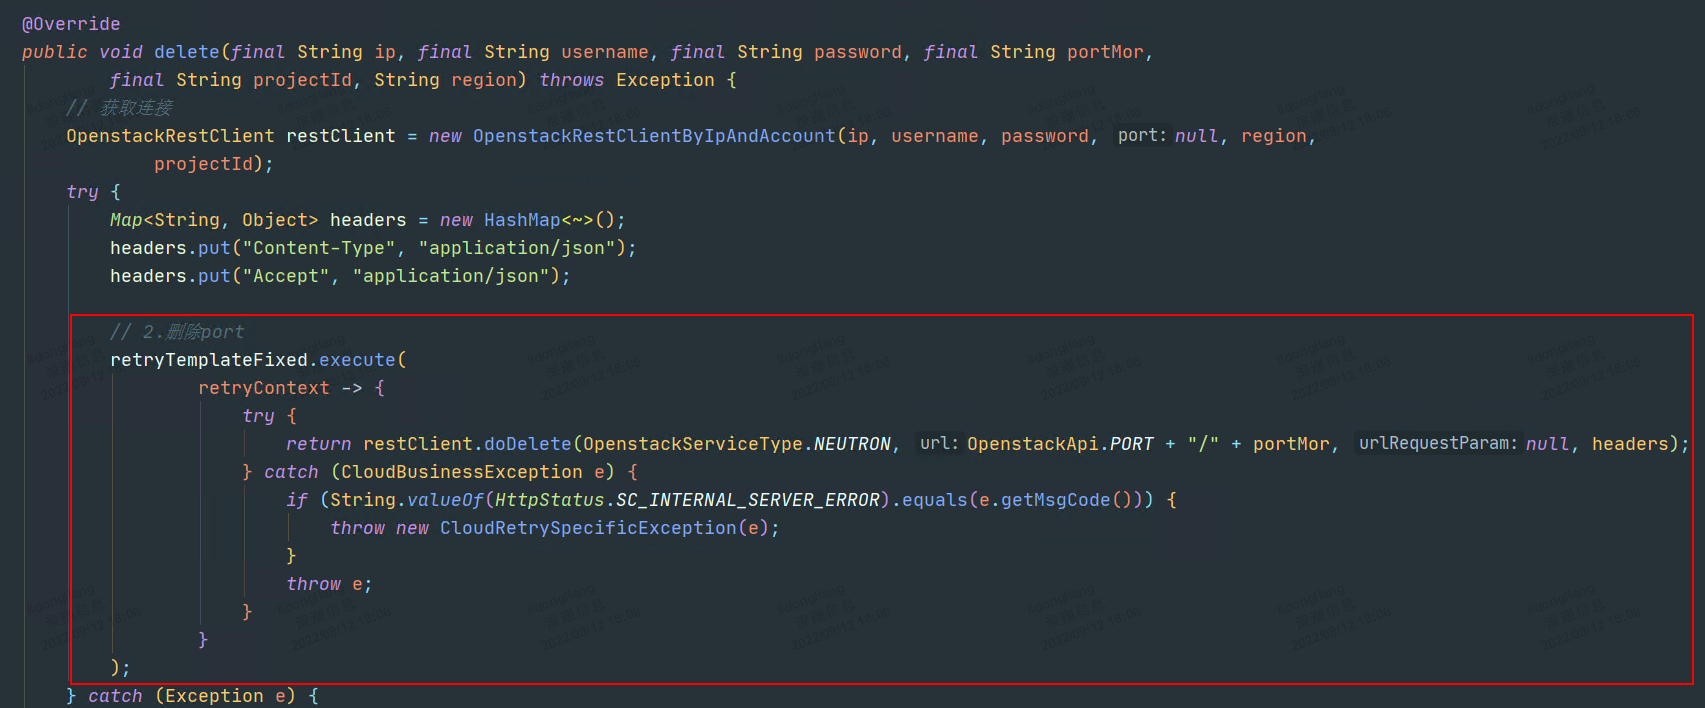 @Override
public void delete(final String ip, final String username, final String password, final String portMor,
final String projectId, String region) throws Exception {
// 获取连接
OpenstackRestClient restClient = new OpenstackRestClientByIpAndAccount(ip, username, password, port: null, region,
projectId);
try {
Map<String, Object> headers = new HashMap<~>();
headers.put("Content-Type", "application/json");
headers.put("Accept", "application/json");
// 2.删除port
retryTemplateFixed.execute(
retryContext -> {
try {
return restClient.doDelete(OpenstackServiceType.NEUTRON, url: OpenstackApi.PORT + "/" + portMor, urlRequestParam: null, headers);
} catch (CloudBusinessException e) {
if (String.valueOf(HttpStatus.SC_INTERNAL_SERVER_ERROR).equals(e.getMsgCode())) {
throw new CloudRetrySpecificException(e);
}
throw e;
}
}
);
} catch (Exception e) {